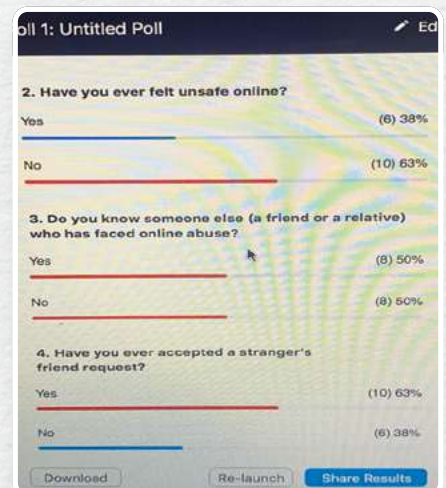 oll 1: Untitled Poll
Ed
2. Have you ever felt unsafe online?
Yes (6) 38%
No (10) 63%
3. Do you know someone else (a friend or a relative)
who has faced online abuse?
Yes (8) 50%
No (8) 50%
4. Have you ever accepted a stranger's
friend request?
Yes (10) 63%
No (6) 38%
Download Re-launch Share Results